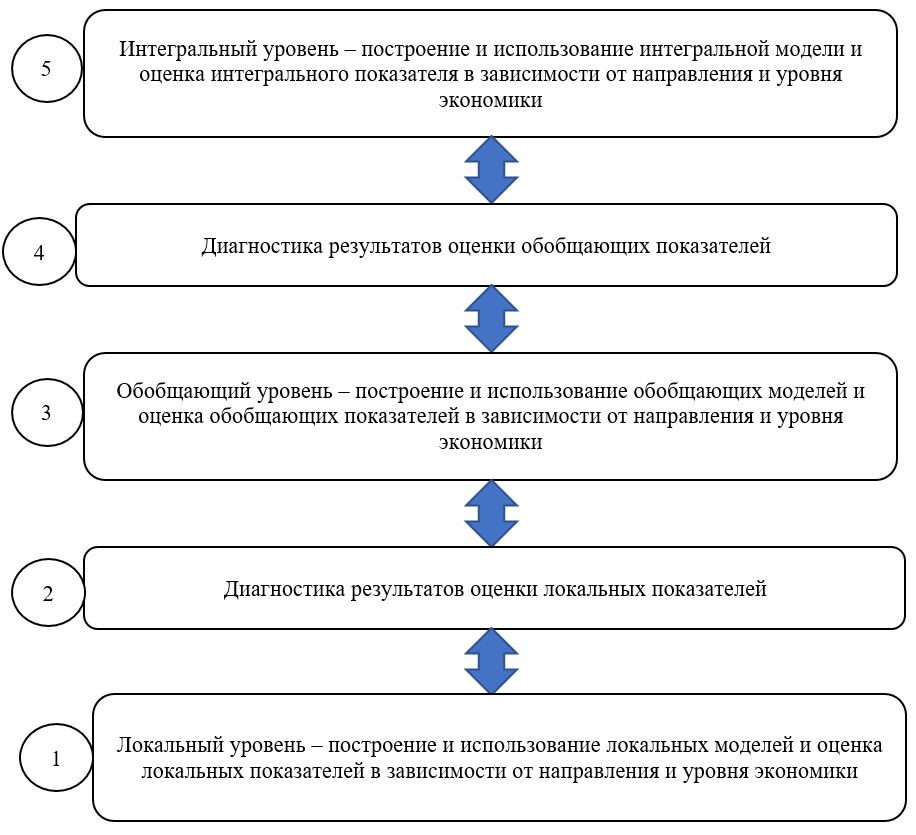 5
Интегральный уровень – построение и использование интегральной модели и
оценка интегрального показателя в зависимости от направления и уровня
экономики
4
Диагностика результатов оценки обобщающих показателей
3
Обобщающий уровень – построение и использование обобщающих моделей и
оценка обобщающих показателей в зависимости от направления и уровня
экономики
2
Диагностика результатов оценки локальных показателей
1
Локальный уровень – построение и использование локальных моделей и оценка
локальных показателей в зависимости от направления и уровня экономики